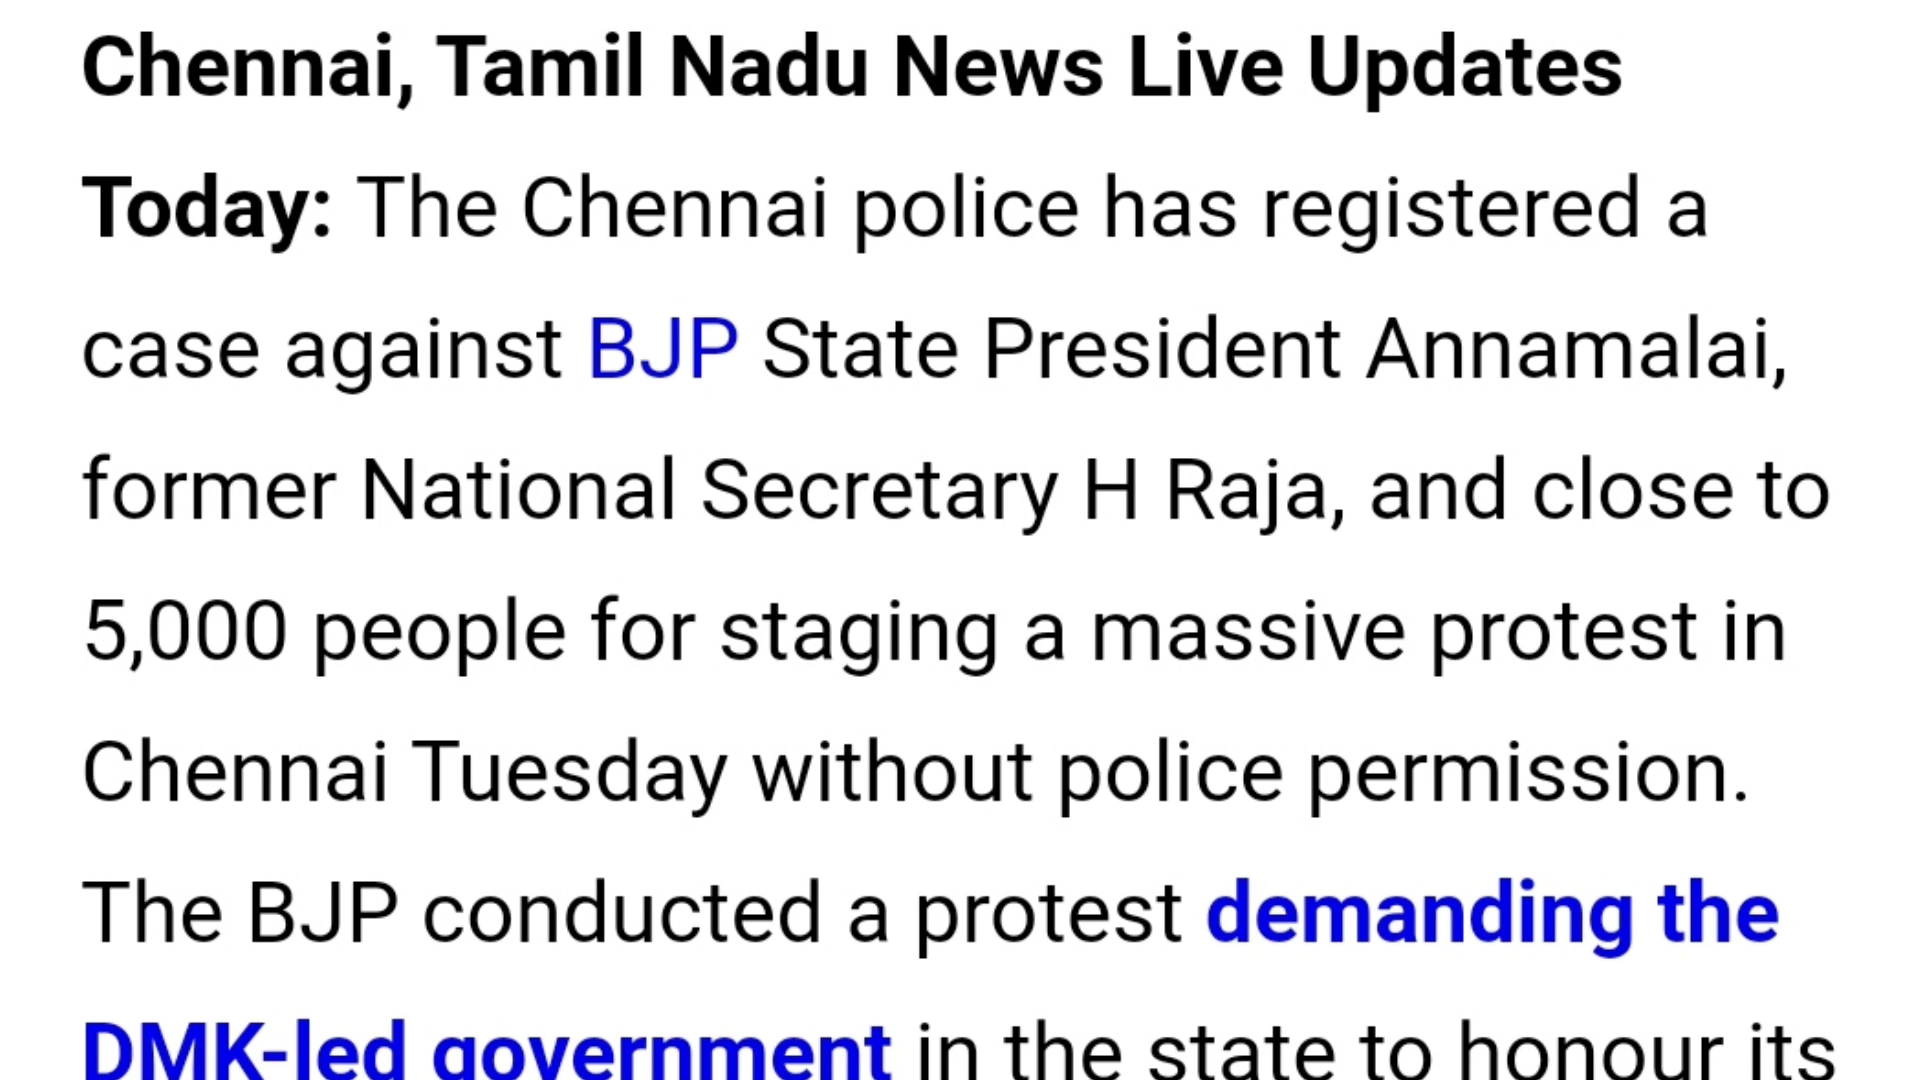 Chennai, Tamil Nadu News Live Updates
Today: The Chennai police has registered a
case against BJP State President Annamalai,
former National Secretary H Raja, and close to
5,000 people for staging a massive protest in
Chennai Tuesday without police permission.
The BJP conducted a protest demanding the
DMK-led government in the state to honour its